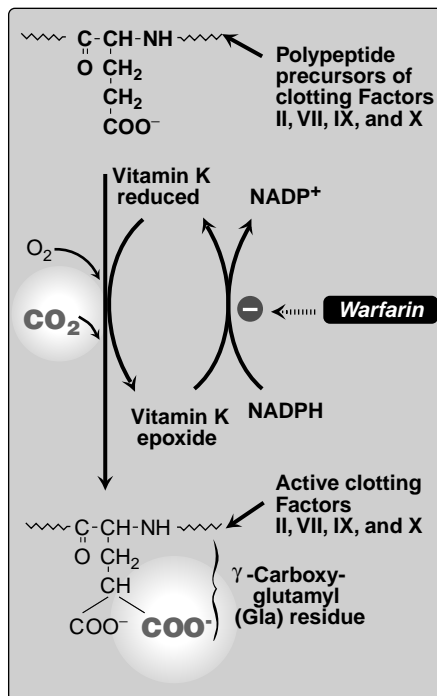 C-CH-NH
O CH₂
CH₂
COO⁻
Polypeptide
precursors of
clotting Factors
II, VII, IX, and X
Vitamin K
reduced
NADP⁺
O₂
CO₂
−
Warfarin
Vitamin K
epoxide
NADPH
Active clotting
Factors
II, VII, IX, and X
C-CH-NH
O CH₂
CH
COO⁻ COO⁻
γ-Carboxy-
glutamyl
(Gla) residue